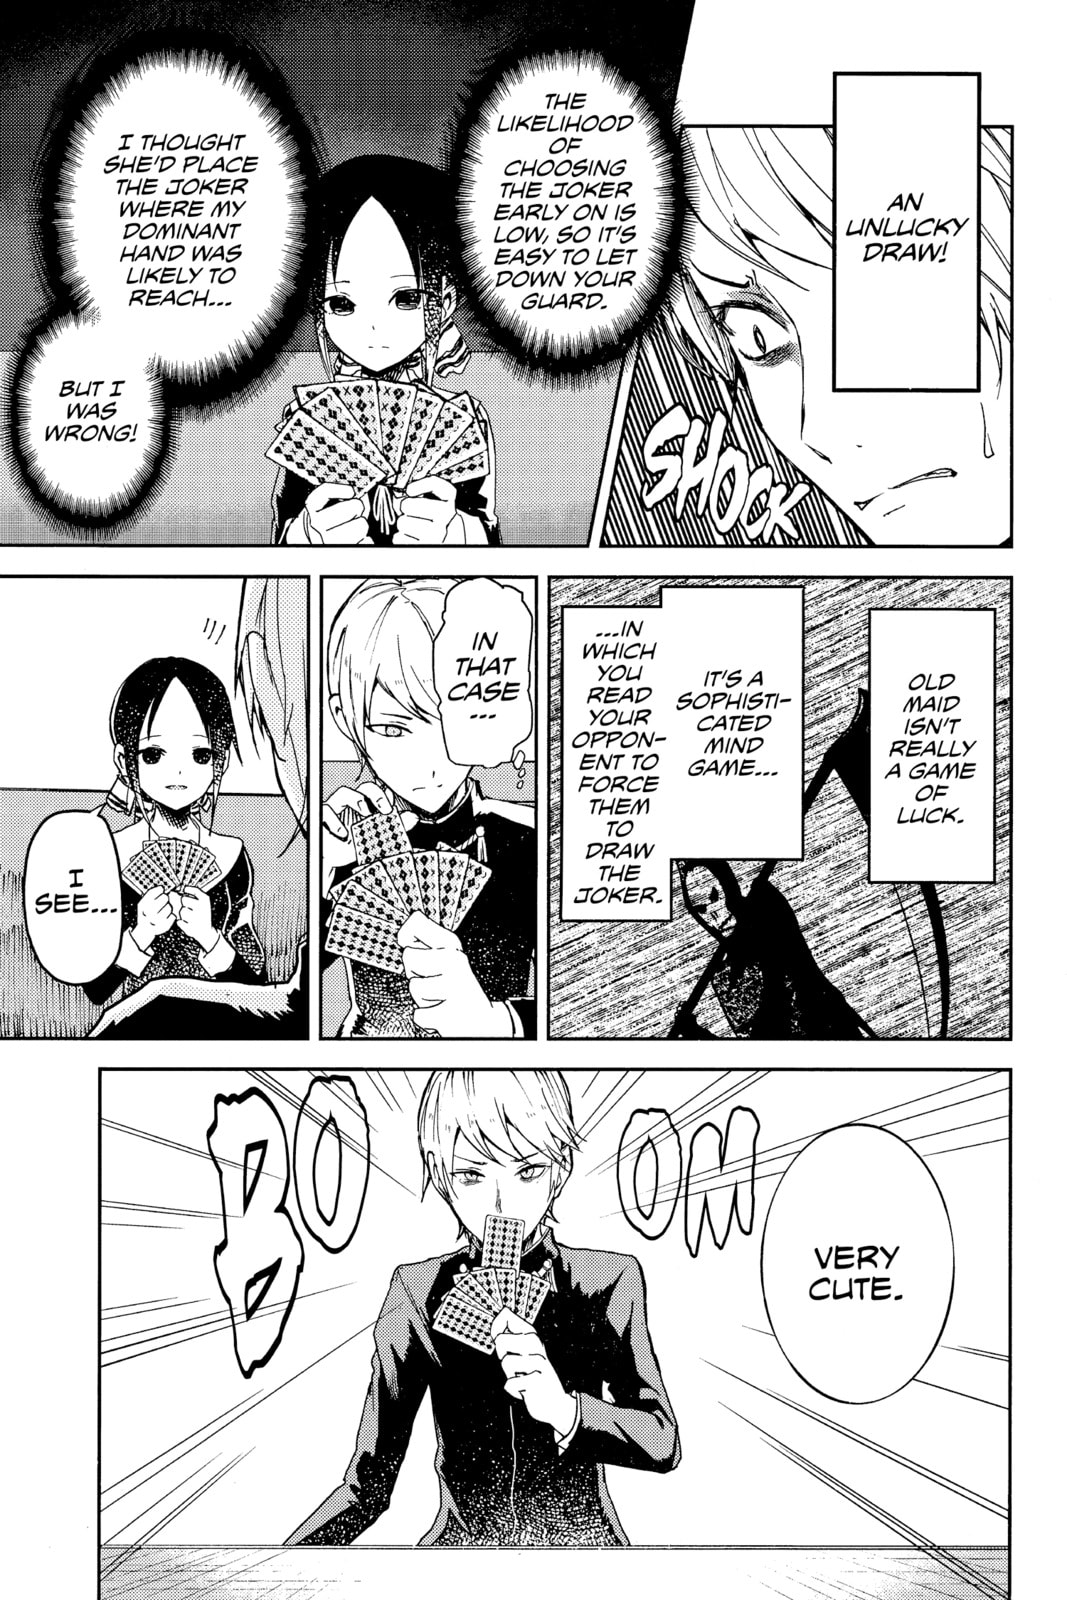 AN
UNLUCKY
DRAW!
SHOCK
THE
LIKELIHOOD
OF
CHOOSING
THE JOKER
EARLY ON IS
LOW, SO IT'S
EASY TO LET
DOWN YOUR
GUARD.
I THOUGHT
SHE'D PLACE
THE JOKER
WHERE MY
DOMINANT
HAND WAS
LIKELY TO
REACH...
BUT I
WAS
WRONG!
OLD
MAID
ISN'T
REALLY
A GAME
OF
LUCK.
IT'S A
SOPHISTI-
CATED
MIND
GAME...
...IN
WHICH
YOU
READ
YOUR
OPPON-
ENT TO
FORCE
THEM
TO
DRAW
THE
JOKER.
IN
THAT
CASE
...
I
SEE...
BOOM
VERY
CUTE.